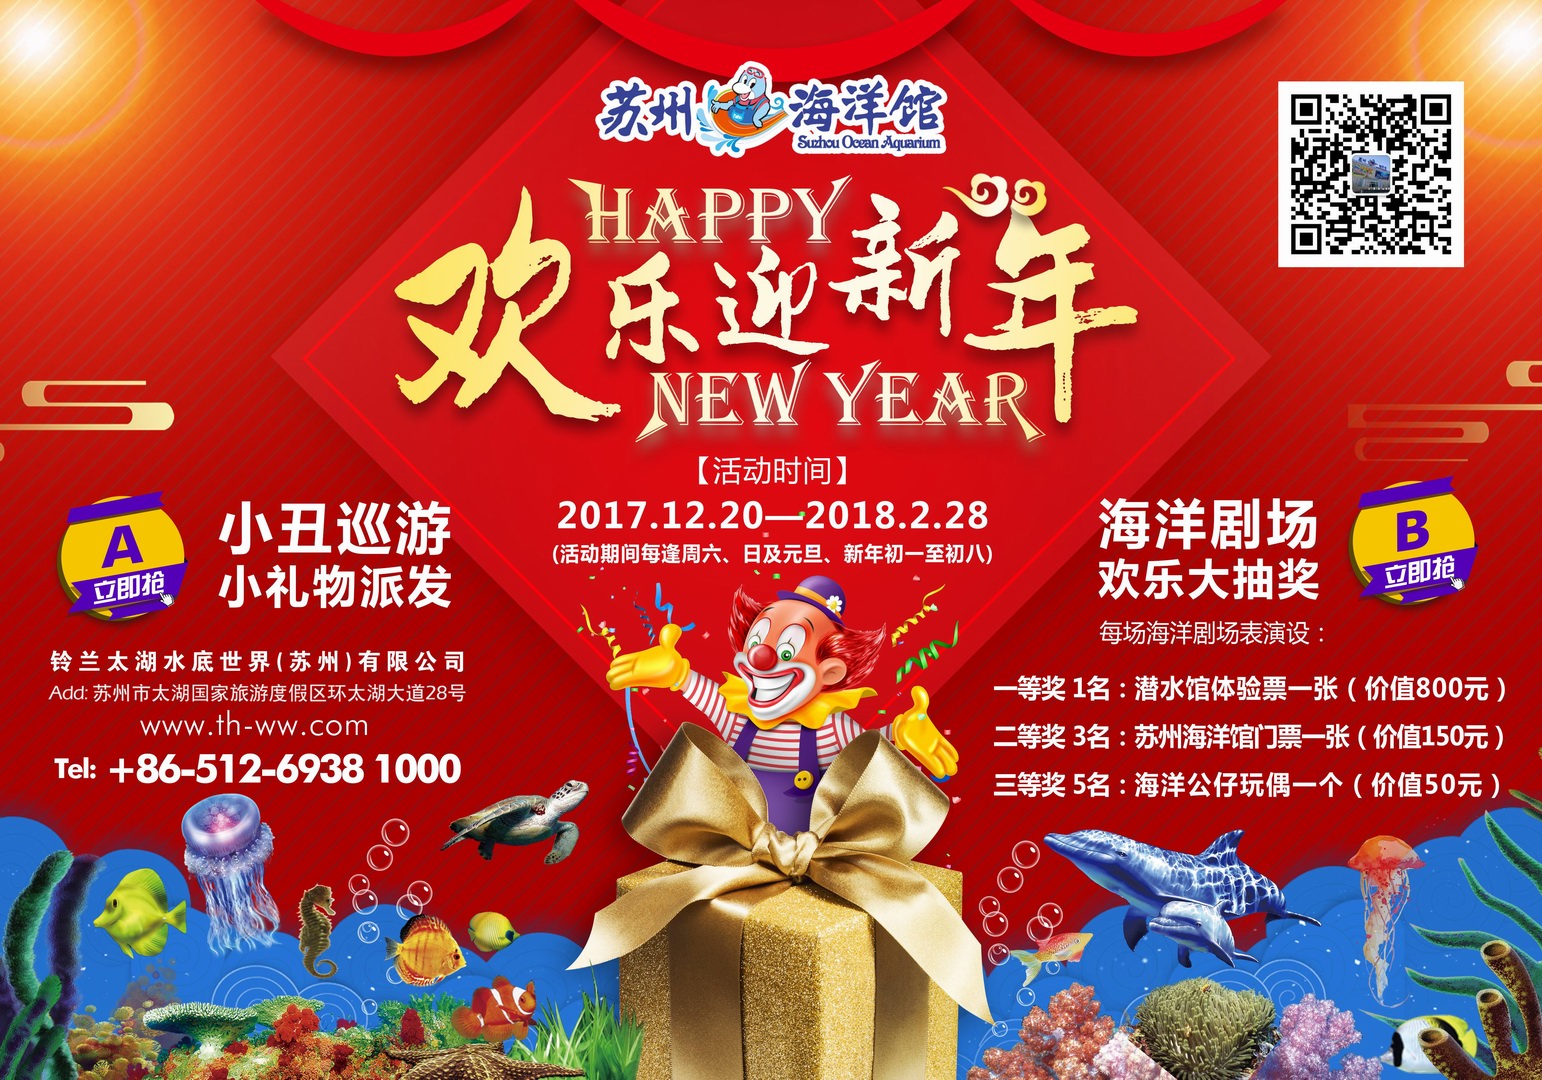 苏州海洋馆
Suzhou Ocean Aquarium
HAPPY
欢乐迎新年
NEW YEAR
【活动时间】
2017.12.20—2018.2.28
(活动期间每逢周六、日及元旦、新年初一至初八)
A
立即抢
小丑巡游
小礼物派发
铃兰太湖水底世界(苏州)有限公司
Add: 苏州市太湖国家旅游度假区环太湖大道28号
www.th-ww.com
Tel: +86-512-6938 1000
海洋剧场
欢乐大抽奖
B
立即抢
每场海洋剧场表演设：
一等奖 1名：潜水馆体验票一张（价值800元）
二等奖 3名：苏州海洋馆门票一张（价值150元）
三等奖 5名：海洋公仔玩偶一个（价值50元）